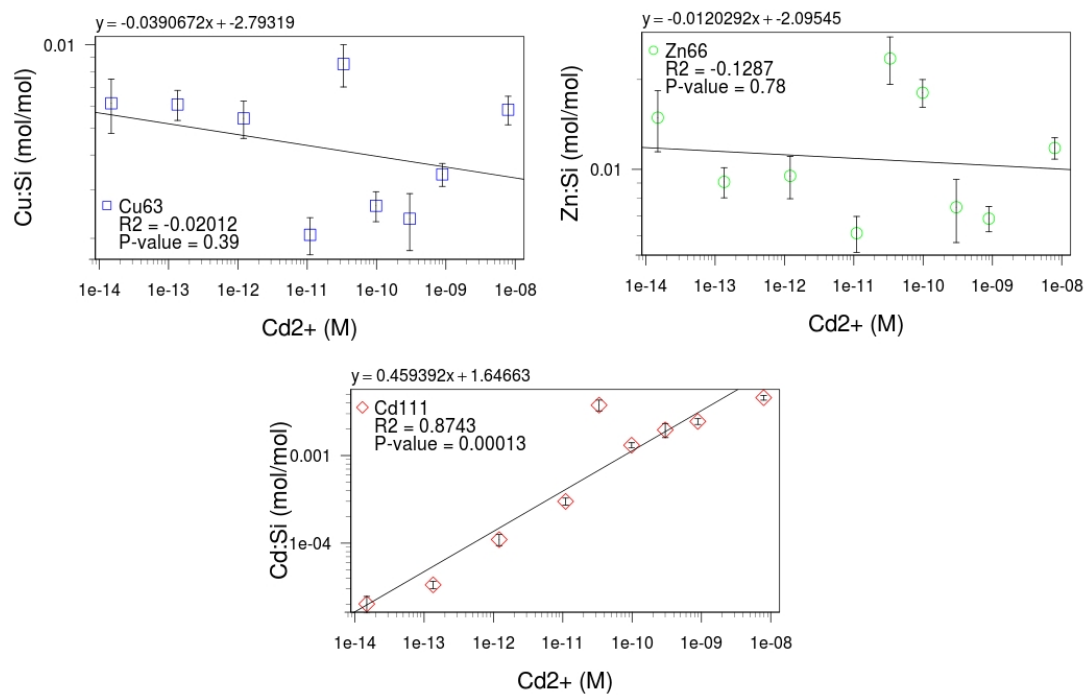 y = -0.0390672x + -2.79319
0.01
Cu:Si (mol/mol)
Cu63
R2 = -0.02012
P-value = 0.39
1e-14 1e-13 1e-12 1e-11 1e-10 1e-09 1e-08
Cd2+ (M)
y = -0.0120292x + -2.09545
Zn66
R2 = -0.1287
P-value = 0.78
0.01
Zn:Si (mol/mol)
1e-14 1e-13 1e-12 1e-11 1e-10 1e-09 1e-08
Cd2+ (M)
y = 0.459392x + 1.64663
Cd111
R2 = 0.8743
P-value = 0.00013
0.001
1e-04
Cd:Si (mol/mol)
1e-14 1e-13 1e-12 1e-11 1e-10 1e-09 1e-08
Cd2+ (M)